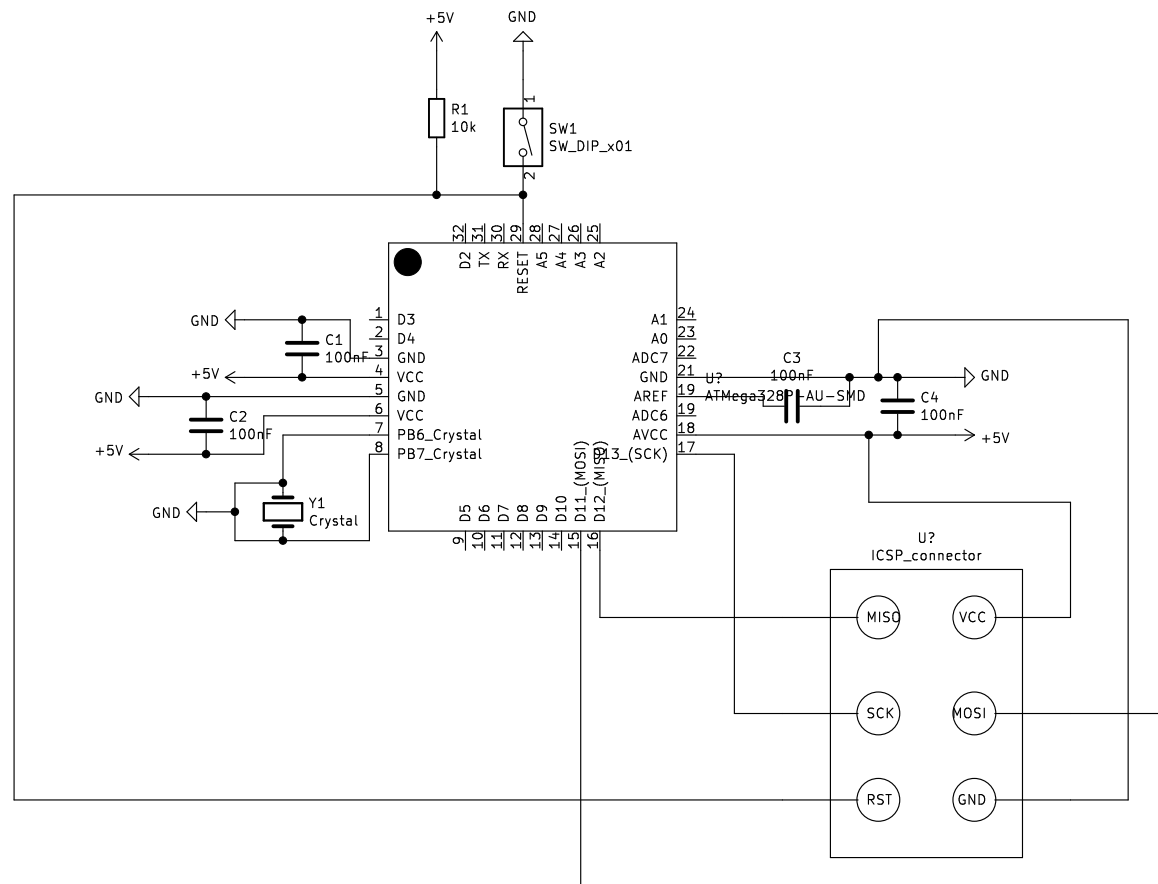 +5V
GND
R1
10k
1
SW1
SW_DIP_x01
2
32
31
30
29
28
27
26
25
D2
TX
RX
RESET
A5
A4
A3
A2
GND
C1
100nF
+5V
GND
C2
100nF
+5V
GND
Y1
Crystal
1
D3
2
D4
3
GND
4
VCC
5
GND
6
VCC
7
PB6_Crystal
8
PB7_Crystal
A1
24
A0
23
ADC7
22
GND
21
AREF
19
ADC6
19
AVCC
18
D13_(SCK)
17
U?
ATMega328P-AU-SMD
C3
100nF
GND
C4
100nF
+5V
D5
D6
D7
D8
D9
D10
D11_(MOSI)
D12_(MISO)
9
10
11
12
13
14
15
16
U?
ICSP_connector
MISO
VCC
SCK
MOSI
RST
GND